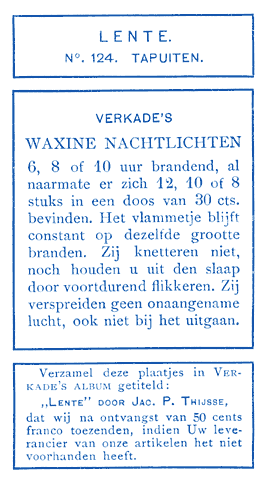 LENTE.
No. 124. TAPUITEN.
VERKADE'S
WAXINE NACHTLICHTEN
6, 8 of 10 uur brandend, al
naarmate er zich 12, 10 of 8
stuks in een doos van 30 cts.
bevinden. Het vlammetje blijft
constant op dezelfde grootte
branden. Zij knetteren niet,
noch houden u uit den slaap
door voortdurend flikkeren. Zij
verspreiden geen onaangename
lucht, ook niet bij het uitgaan.
Verzamel deze plaatjes in VER-
KADE'S ALBUM getiteld:
„LENTE" DOOR JAC. P. THIJSSE,
dat wij na ontvangst van 50 cents
franco toezenden, indien Uw leve-
rancier van onze artikelen het niet
voorhanden heeft.